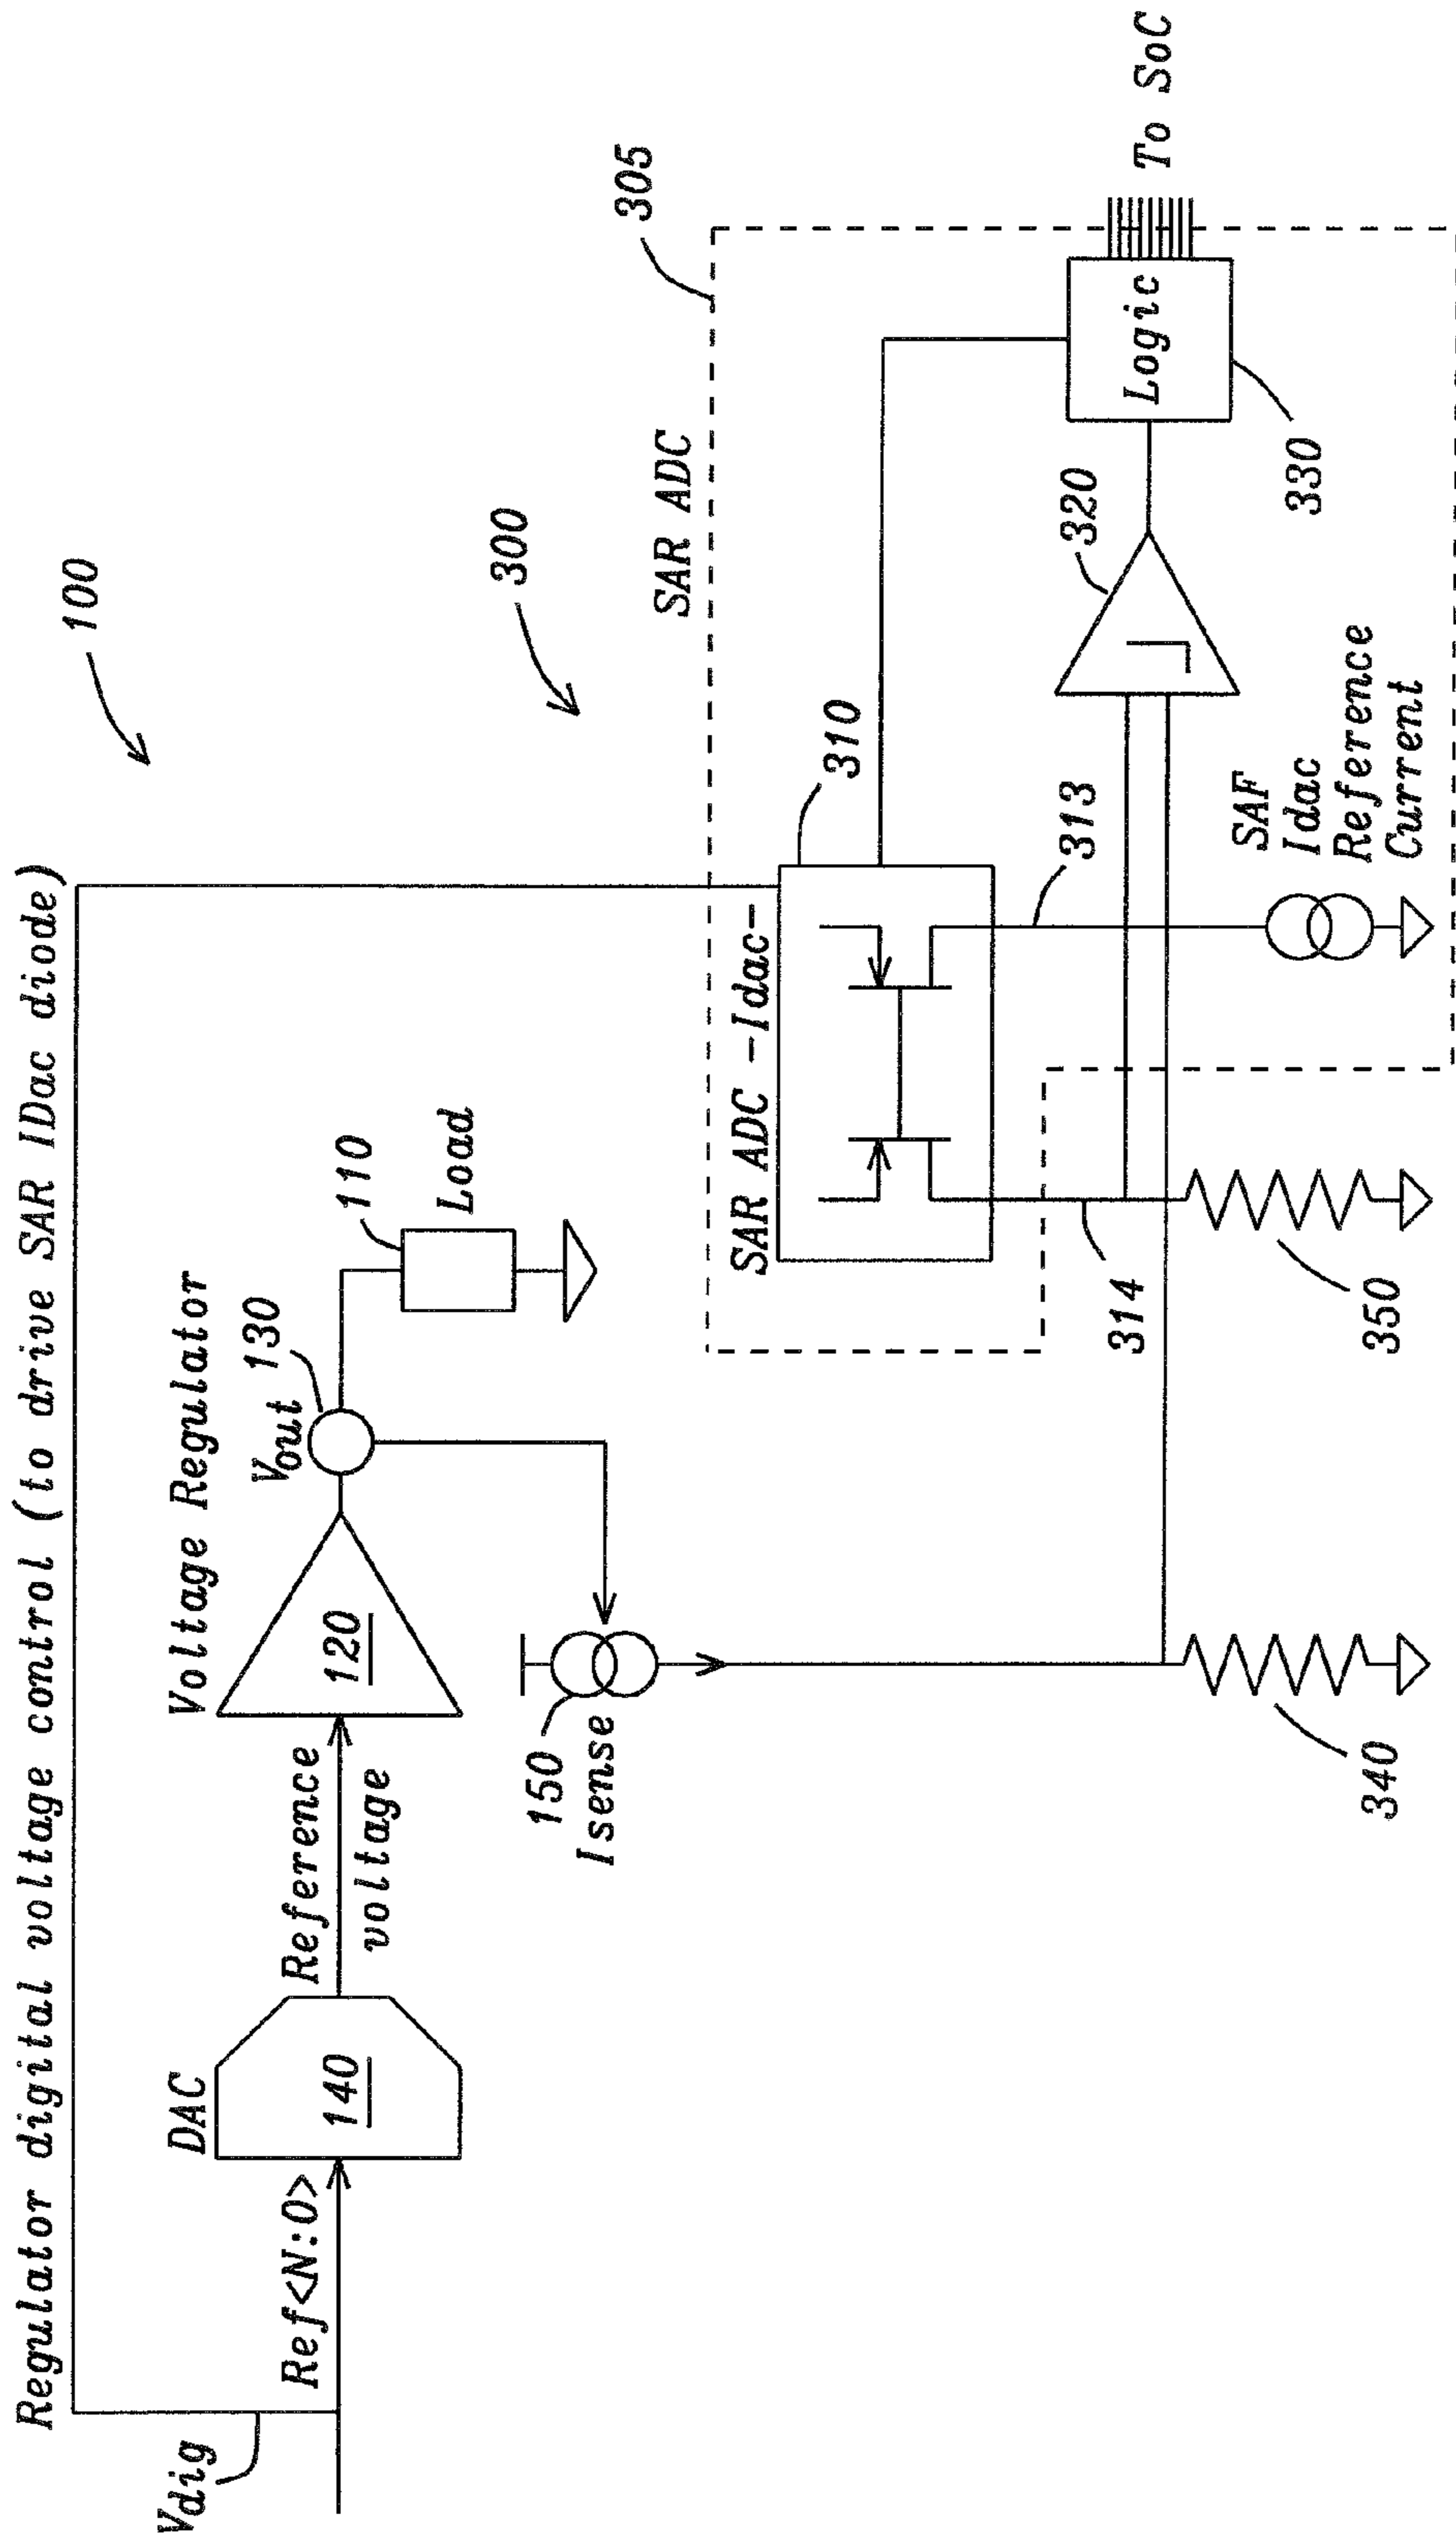 Regulator digital voltage control (to drive SAR IDac diode)
100
Vdig
Ref<N:0>
DAC
140
Reference
voltage
Voltage Regulator
120
Vout
130
110
Load
150
Isense
300
305
SAR ADC
SAR ADC -Idac-
310
313
314
320
Logic
330
To SoC
SAF
Idac
Reference
Current
340
350